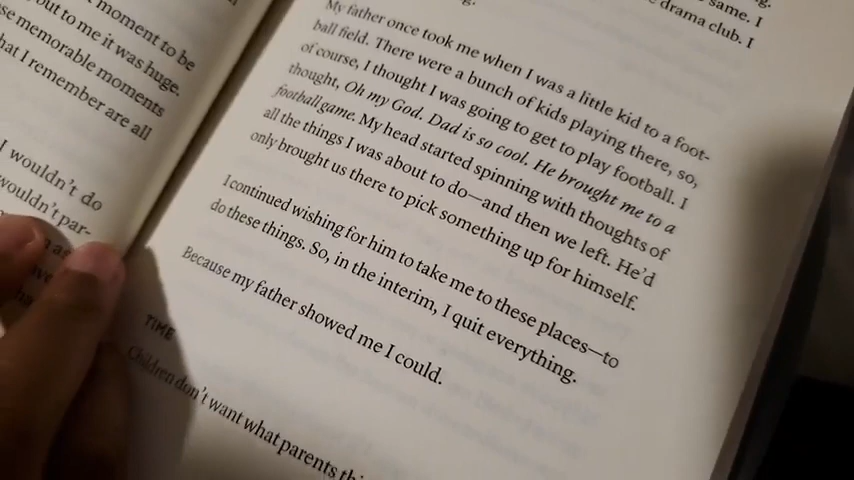 moment to be
out to me it was huge.
se memorable moments
hat I remember are all
I wouldn't do
wouldn't par-
same. I
e drama club. I
My father once took me when I was a little kid to a foot-
ball field. There were a bunch of kids playing there, so,
of course, I thought I was going to get to play football. I
thought, Oh my God. Dad is so cool. He brought me to a
football game. My head started spinning with thoughts of
all the things I was about to do—and then we left. He'd
only brought us there to pick something up for himself.
I continued wishing for him to take me to these places—to
do these things. So, in the interim, I quit everything.
Because my father showed me I could.
TIME
Children don't want what parents thi